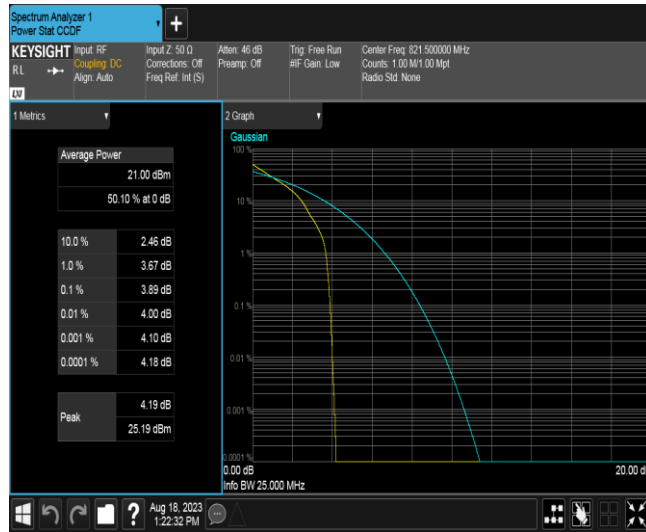 Spectrum Analyzer 1
Power Stat CCDF
+
KEYSIGHT
RL
LXI
Input: RF
Coupling: DC
Align: Auto
Input Z: 50 Ω
Corrections: Off
Freq Ref: Int (S)
Atten: 46 dB
Preamp: Off
Trig: Free Run
#IF Gain: Low
Center Freq: 821.500000 MHz
Counts: 1.00 M/1.00 Mpt
Radio Std: None
1 Metrics
Average Power
21.00 dBm
50.10 % at 0 dB
10.0 % 2.46 dB
1.0 % 3.67 dB
0.1 % 3.89 dB
0.01 % 4.00 dB
0.001 % 4.10 dB
0.0001 % 4.18 dB
Peak
4.19 dB
25.19 dBm
2 Graph
Gaussian
100 %
10 %
1 %
0.1 %
0.01 %
0.001 %
0.0001 %
0.00 dB
20.00 d
Info BW 25.000 MHz
?
Aug 18, 2023
1:22:32 PM